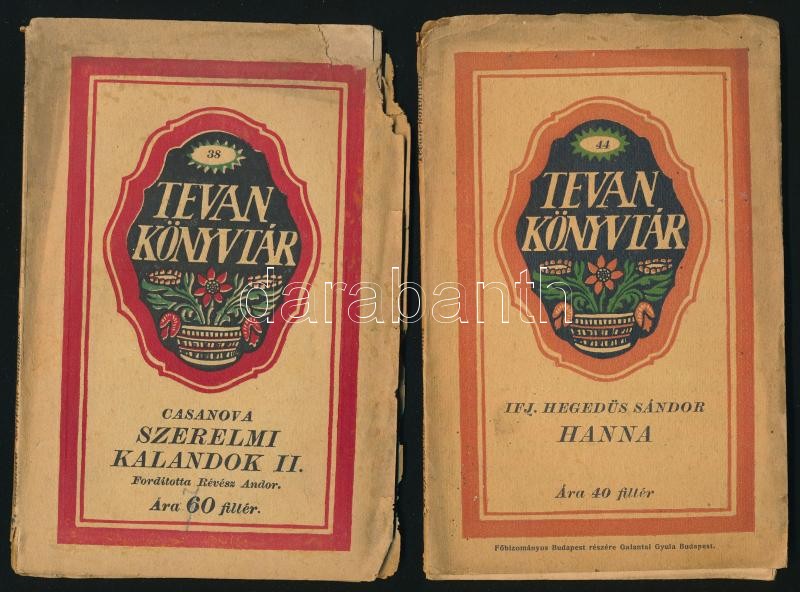 38
TEVAN
KÖNYVTÁR
CASANOVA
SZERELMI
KALANDOK II.
Fordította Révész Andor.
Ára 60 fillér.
44
TEVAN
KÖNYVTÁR
IFJ. HEGEDÜS SÁNDOR
HANNA
Ára 40 fillér
Főbizományos Budapest részére Galantai Gyula Budapest.
darabanth